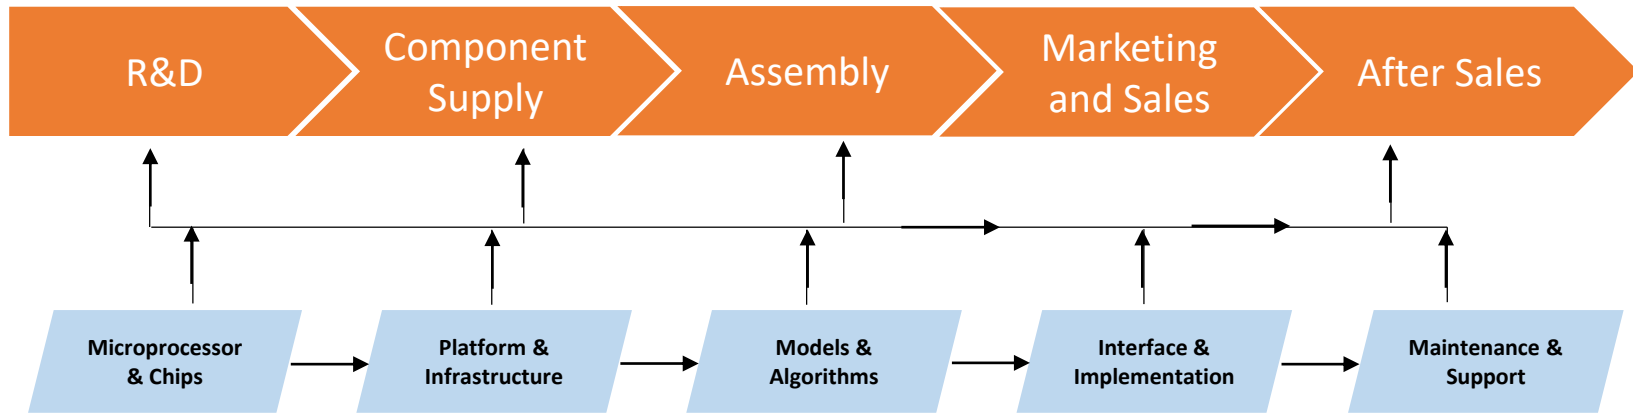 R&D
Component
Supply
Assembly
Marketing
and Sales
After Sales
Microprocessor
& Chips
Platform &
Infrastructure
Models &
Algorithms
Interface &
Implementation
Maintenance &
Support